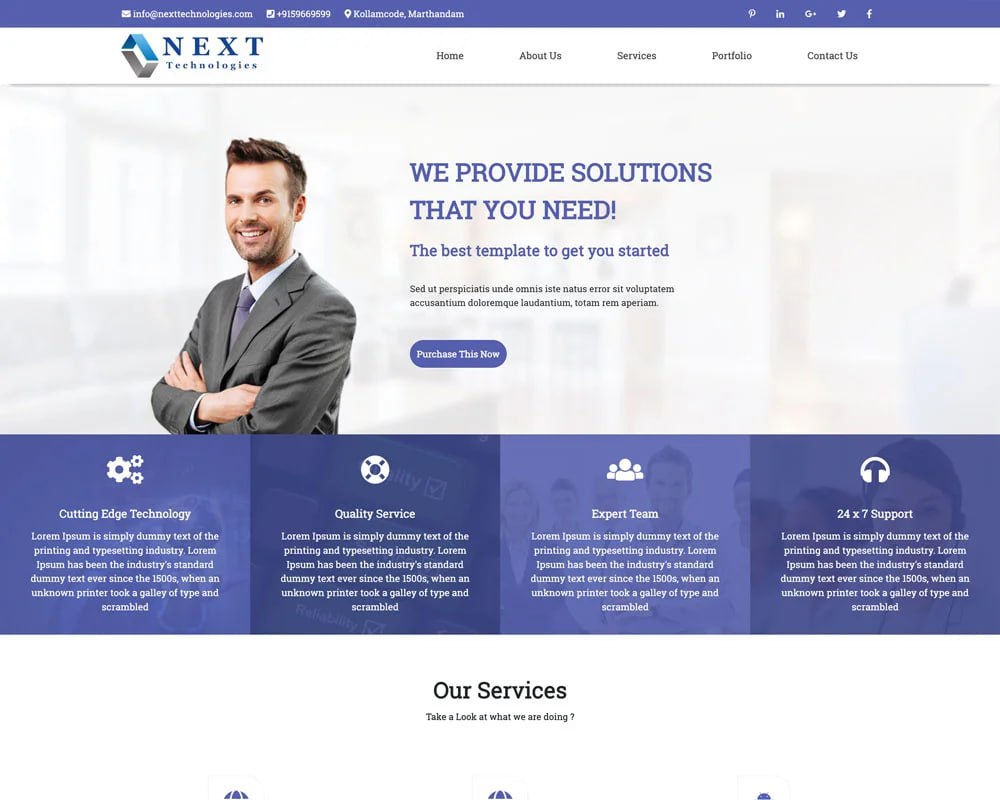 info@nexttechnologies.com +9159669599 Kollamcode, Marthandam
NEXT
Technologies
Home About Us Services Portfolio Contact Us
WE PROVIDE SOLUTIONS
THAT YOU NEED!
The best template to get you started
Sed ut perspiciatis unde omnis iste natus error sit voluptatem
accusantium doloremque laudantium, totam rem aperiam.
Purchase This Now
Cutting Edge Technology
Lorem Ipsum is simply dummy text of the
printing and typesetting industry. Lorem
Ipsum has been the industry's standard
dummy text ever since the 1500s, when an
unknown printer took a galley of type and
scrambled
Quality Service
Lorem Ipsum is simply dummy text of the
printing and typesetting industry. Lorem
Ipsum has been the industry's standard
dummy text ever since the 1500s, when an
unknown printer took a galley of type and
scrambled
Reliability
Expert Team
Lorem Ipsum is simply dummy text of the
printing and typesetting industry. Lorem
Ipsum has been the industry's standard
dummy text ever since the 1500s, when an
unknown printer took a galley of type and
scrambled
24 x 7 Support
Lorem Ipsum is simply dummy text of the
printing and typesetting industry. Lorem
Ipsum has been the industry's standard
dummy text ever since the 1500s, when an
unknown printer took a galley of type and
scrambled
Our Services
Take a Look at what we are doing ?